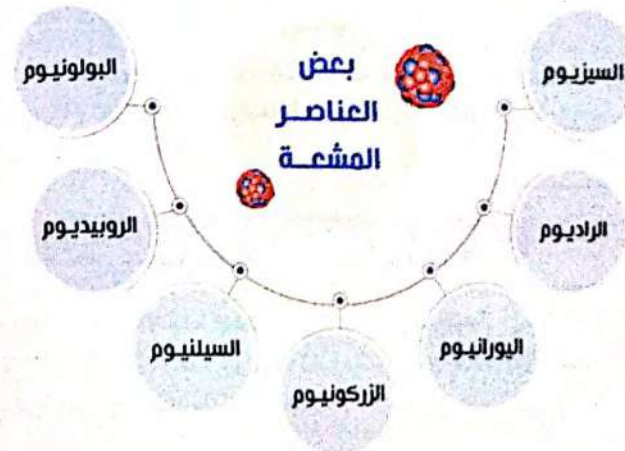 بعض
العناصر
المشعة
السيزيوم
الراديوم
اليورانيوم
الزركونيوم
السيلنيوم
الروبيديوم
البولونيوم